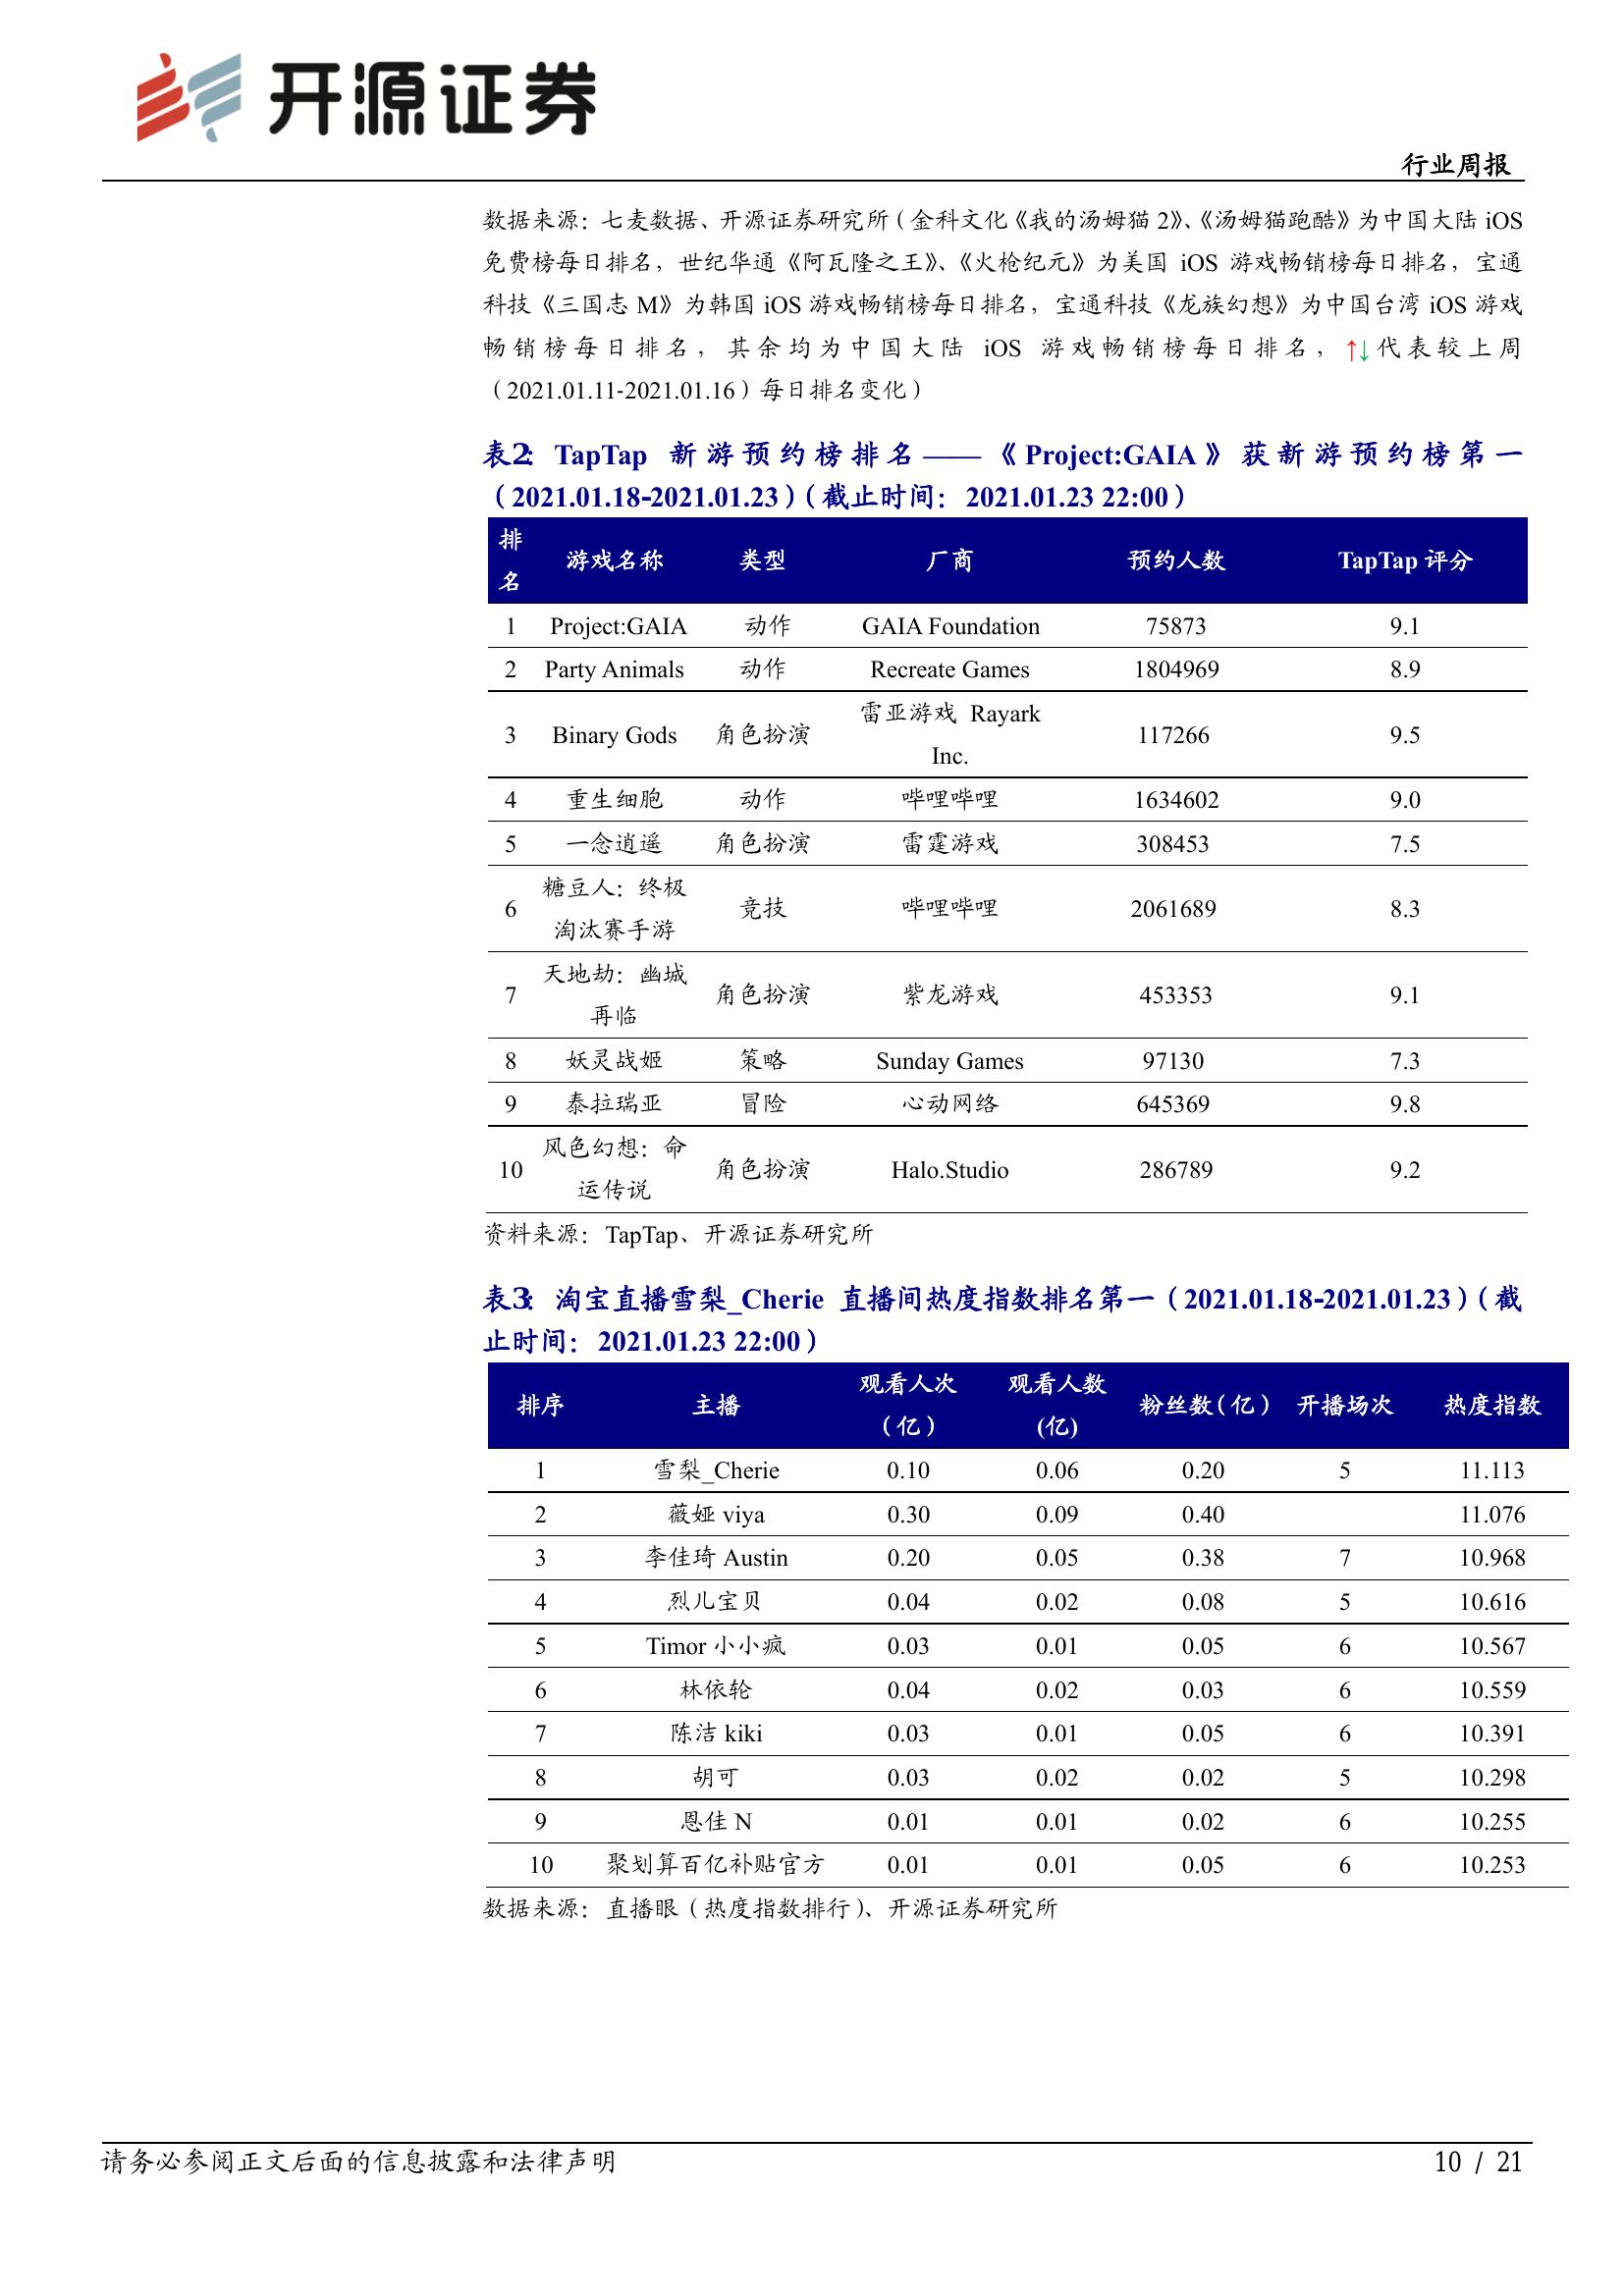 开源证券
行业周报
数据来源：七麦数据、开源证券研究所（金科文化《我的汤姆猫 2》、《汤姆猫跑酷》为中国大陆 iOS
免费榜每日排名，世纪华通《阿瓦隆之王》、《火枪纪元》为美国 iOS 游戏畅销榜每日排名，宝通
科技《三国志 M》为韩国 iOS 游戏畅销榜每日排名，宝通科技《龙族幻想》为中国台湾 iOS 游戏
畅销榜每日排名，其余均为中国大陆 iOS 游戏畅销榜每日排名，↑↓代表较上周
（2021.01.11-2021.01.16）每日排名变化）
表2：TapTap 新游预约榜排名——《Project:GAIA》获新游预约榜第一
（2021.01.18-2021.01.23）（截止时间：2021.01.23 22:00）
排名 游戏名称 类型 厂商 预约人数 TapTap 评分
1 Project:GAIA 动作 GAIA Foundation 75873 9.1
2 Party Animals 动作 Recreate Games 1804969 8.9
3 Binary Gods 角色扮演 雷亚游戏 Rayark Inc. 117266 9.5
4 重生细胞 动作 哔哩哔哩 1634602 9.0
5 一念逍遥 角色扮演 雷霆游戏 308453 7.5
6 糖豆人：终极淘汰赛手游 竞技 哔哩哔哩 2061689 8.3
7 天地劫：幽城再临 角色扮演 紫龙游戏 453353 9.1
8 妖灵战姬 策略 Sunday Games 97130 7.3
9 泰拉瑞亚 冒险 心动网络 645369 9.8
10 风色幻想：命运传说 角色扮演 Halo.Studio 286789 9.2
资料来源：TapTap、开源证券研究所
表3：淘宝直播雪梨_Cherie 直播间热度指数排名第一（2021.01.18-2021.01.23）（截
止时间：2021.01.23 22:00）
排序 主播 观看人次（亿） 观看人数(亿) 粉丝数（亿） 开播场次 热度指数
1 雪梨_Cherie 0.10 0.06 0.20 5 11.113
2 薇娅 viya 0.30 0.09 0.40 11.076
3 李佳琦 Austin 0.20 0.05 0.38 7 10.968
4 烈儿宝贝 0.04 0.02 0.08 5 10.616
5 Timor 小小疯 0.03 0.01 0.05 6 10.567
6 林依轮 0.04 0.02 0.03 6 10.559
7 陈洁 kiki 0.03 0.01 0.05 6 10.391
8 胡可 0.03 0.02 0.02 5 10.298
9 恩佳 N 0.01 0.01 0.02 6 10.255
10 聚划算百亿补贴官方 0.01 0.01 0.05 6 10.253
数据来源：直播眼（热度指数排行）、开源证券研究所
请务必参阅正文后面的信息披露和法律声明
10 / 21